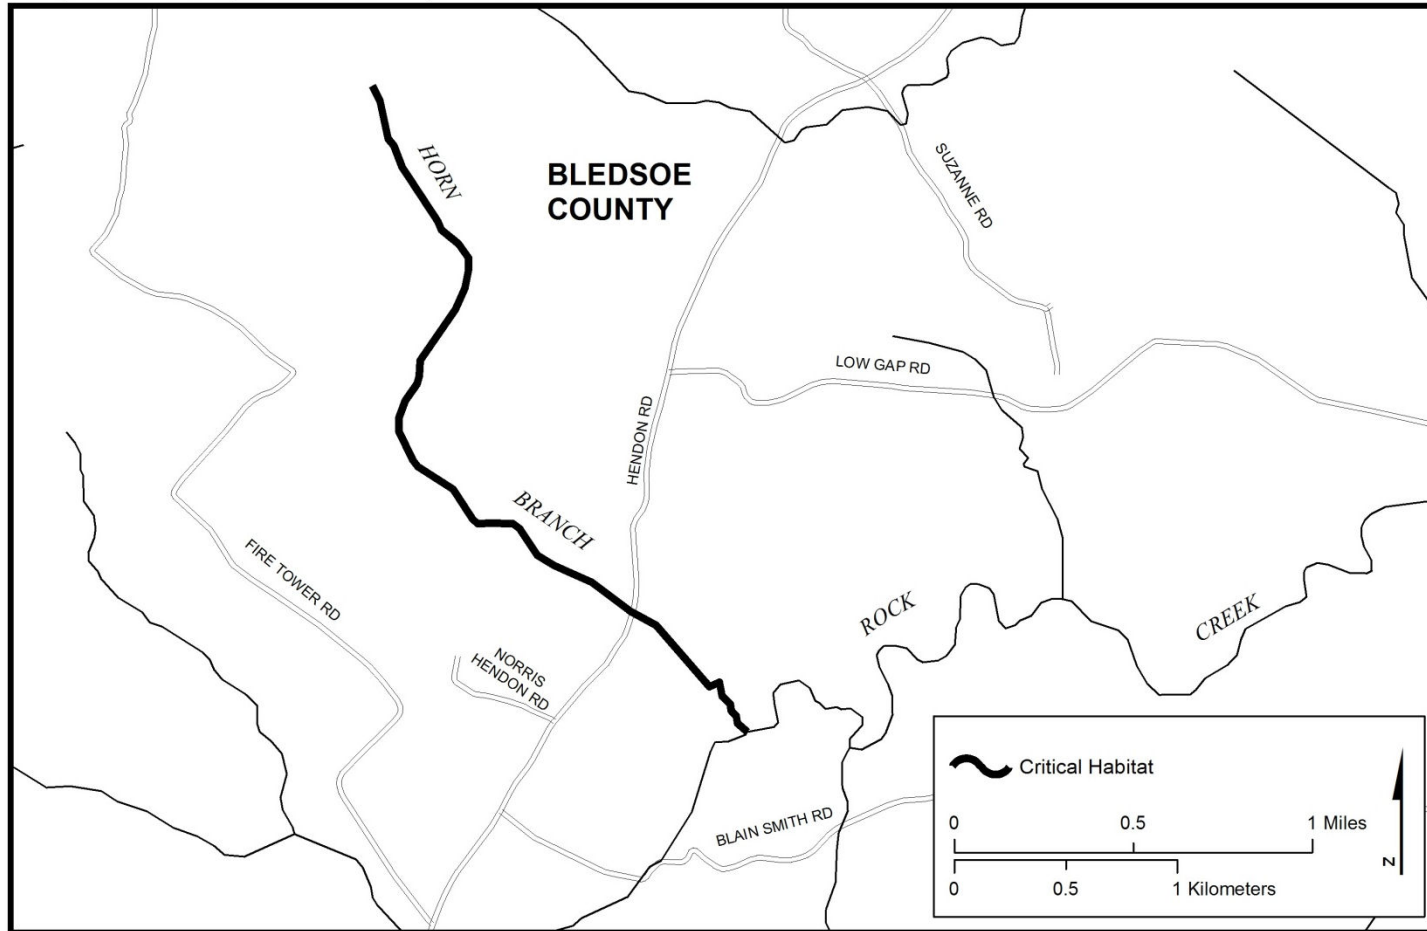 HORN
BLEDSOE
COUNTY
SUZANNE RD
LOW GAP RD
HENDON RD
BRANCH
FIRE TOWER RD
ROCK
CREEK
NORRIS
HENDON RD
BLAIN SMITH RD
Critical Habitat
0 0.5 1 Miles
0 0.5 1 Kilometers
N